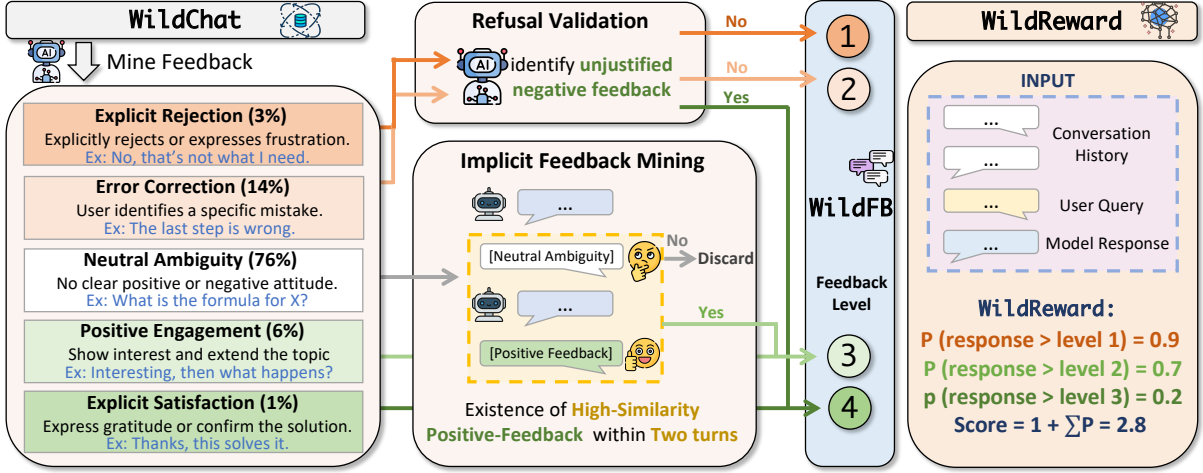 WildChat
AI
Mine Feedback
Explicit Rejection (3%)
Explicitly rejects or expresses frustration.
Ex: No, that's not what I need.
Error Correction (14%)
User identifies a specific mistake.
Ex: The last step is wrong.
Neutral Ambiguity (76%)
No clear positive or negative attitude.
Ex: What is the formula for X?
Positive Engagement (6%)
Show interest and extend the topic
Ex: Interesting, then what happens?
Explicit Satisfaction (1%)
Express gratitude or confirm the solution.
Ex: Thanks, this solves it.
Refusal Validation
AI
identify unjustified
negative feedback
No
No
Yes
Implicit Feedback Mining
...
[Neutral Ambiguity]
No
Discard
...
Yes
[Positive Feedback]
Existence of High-Similarity
Positive-Feedback within Two turns
1
2
WildFB
Feedback
Level
3
4
WildReward
INPUT
...
Conversation
History
...
...
User Query
...
Model Response
WildReward:
P (response > level 1) = 0.9
P (response > level 2) = 0.7
p (response > level 3) = 0.2
Score = 1 + ∑P = 2.8